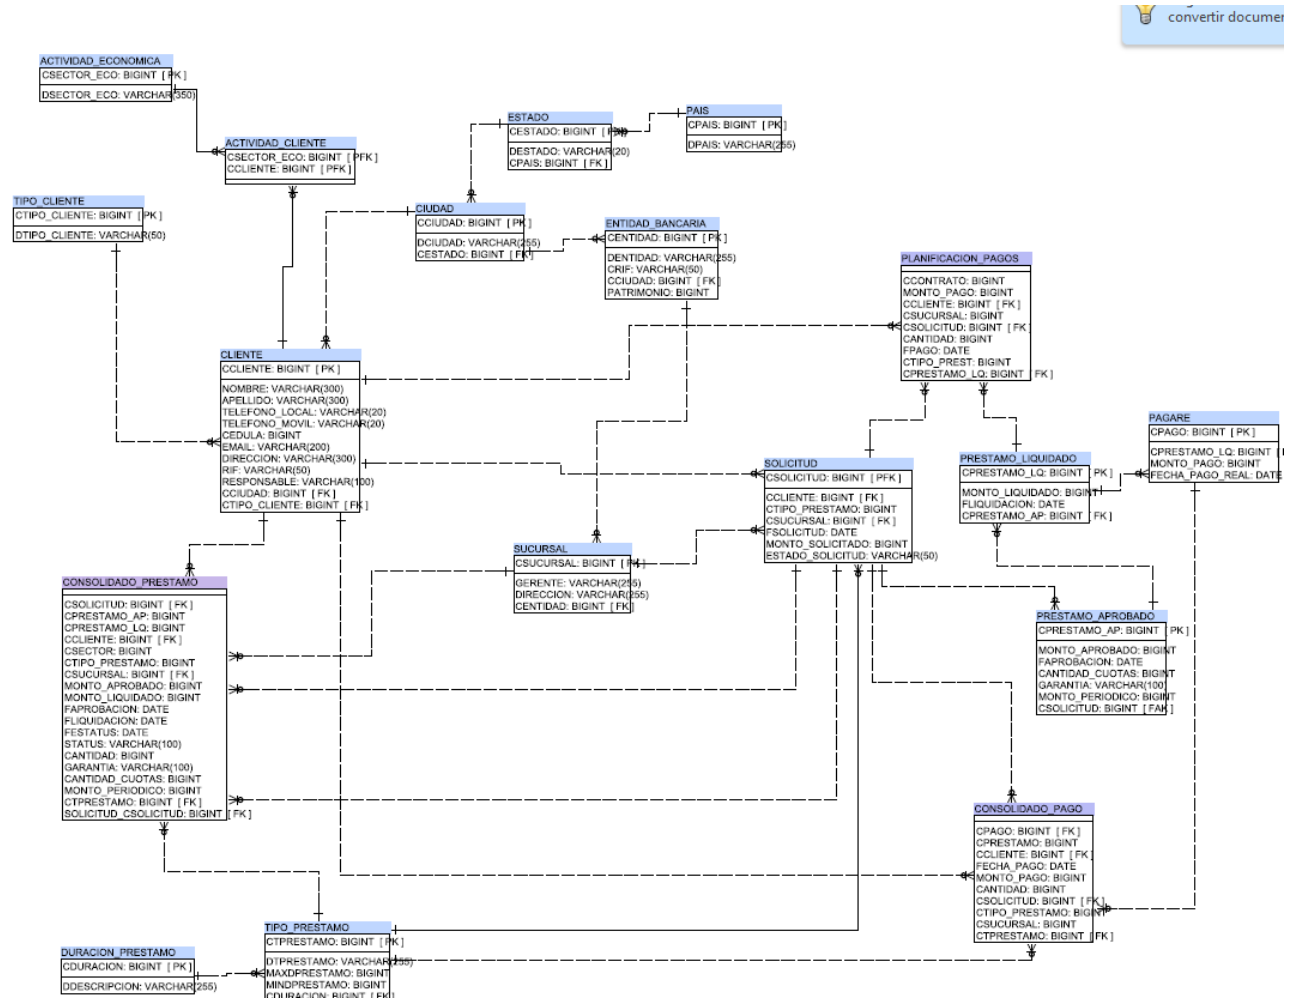 convertir documen
ACTIVIDAD_ECONOMICA
CSECTOR_ECO: BIGINT [ PK ]
DSECTOR_ECO: VARCHAR(350)
ACTIVIDAD_CLIENTE
CSECTOR_ECO: BIGINT [ PFK ]
CCLIENTE: BIGINT [ PFK ]
ESTADO
CESTADO: BIGINT [ PK ]
DESTADO: VARCHAR(20)
CPAIS: BIGINT [ FK ]
PAIS
CPAIS: BIGINT [ PK ]
DPAIS: VARCHAR(255)
TIPO_CLIENTE
CTIPO_CLIENTE: BIGINT [ PK ]
DTIPO_CLIENTE: VARCHAR(50)
CIUDAD
CCIUDAD: BIGINT [ PK ]
DCIUDAD: VARCHAR(255)
CESTADO: BIGINT [ FK ]
ENTIDAD_BANCARIA
CENTIDAD: BIGINT [ PK ]
DENTIDAD: VARCHAR(255)
CRIF: VARCHAR(50)
CCIUDAD: BIGINT [ FK ]
PATRIMONIO: BIGINT
PLANIFICACION_PAGOS
CCONTRATO: BIGINT
MONTO_PAGO: BIGINT
CCLIENTE: BIGINT [ FK ]
CSUCURSAL: BIGINT
CSOLICITUD: BIGINT [ FK ]
CANTIDAD: BIGINT
FPAGO: DATE
CTIPO_PREST: BIGINT
CPRESTAMO_LQ: BIGINT [ FK ]
CLIENTE
CCLIENTE: BIGINT [ PK ]
NOMBRE: VARCHAR(300)
APELLIDO: VARCHAR(300)
TELEFONO_LOCAL: VARCHAR(20)
TELEFONO_MOVIL: VARCHAR(20)
CEDULA: BIGINT
EMAIL: VARCHAR(200)
DIRECCION: VARCHAR(300)
RIF: VARCHAR(50)
RESPONSABLE: VARCHAR(100)
CCIUDAD: BIGINT [ FK ]
CTIPO_CLIENTE: BIGINT [ FK ]
PAGARE
CPAGO: BIGINT [ PK ]
CPRESTAMO_LQ: BIGINT [
MONTO_PAGO: BIGINT
FECHA_PAGO_REAL: DATE
SOLICITUD
CSOLICITUD: BIGINT [ PFK ]
CCLIENTE: BIGINT [ FK ]
CTIPO_PRESTAMO: BIGINT
CSUCURSAL: BIGINT [ FK ]
FSOLICITUD: DATE
MONTO_SOLICITADO: BIGINT
ESTADO_SOLICITUD: VARCHAR(50)
PRESTAMO_LIQUIDADO
CPRESTAMO_LQ: BIGINT [ PK ]
MONTO_LIQUIDADO: BIGINT
FLIQUIDACION: DATE
CPRESTAMO_AP: BIGINT [ FK ]
SUCURSAL
CSUCURSAL: BIGINT [ PK ]
GERENTE: VARCHAR(255)
DIRECCION: VARCHAR(255)
CENTIDAD: BIGINT [ FK ]
CONSOLIDADO_PRESTAMO
CSOLICITUD: BIGINT [ FK ]
CPRESTAMO_AP: BIGINT
CPRESTAMO_LQ: BIGINT
CCLIENTE: BIGINT [ FK ]
CSECTOR: BIGINT
CTIPO_PRESTAMO: BIGINT
CSUCURSAL: BIGINT [ FK ]
MONTO_APROBADO: BIGINT
MONTO_LIQUIDADO: BIGINT
FAPROBACION: DATE
FLIQUIDACION: DATE
FESTATUS: DATE
STATUS: VARCHAR(100)
CANTIDAD: BIGINT
GARANTIA: VARCHAR(100)
CANTIDAD_CUOTAS: BIGINT
MONTO_PERIODICO: BIGINT
CTPRESTAMO: BIGINT [ FK ]
SOLICITUD_CSOLICITUD: BIGINT [ FK ]
PRESTAMO_APROBADO
CPRESTAMO_AP: BIGINT [ PK ]
MONTO_APROBADO: BIGINT
FAPROBACION: DATE
CANTIDAD_CUOTAS: BIGINT
GARANTIA: VARCHAR(100)
MONTO_PERIODICO: BIGINT
CSOLICITUD: BIGINT [ FAK ]
CONSOLIDADO_PAGO
CPAGO: BIGINT [ FK ]
CPRESTAMO: BIGINT
CCLIENTE: BIGINT [ FK ]
FECHA_PAGO: DATE
MONTO_PAGO: BIGINT
CANTIDAD: BIGINT
CSOLICITUD: BIGINT [ FK ]
CTIPO_PRESTAMO: BIGINT
CSUCURSAL: BIGINT
CTPRESTAMO: BIGINT [ FK ]
TIPO_PRESTAMO
CTPRESTAMO: BIGINT [ PK ]
DTPRESTAMO: VARCHAR(255)
MAXDPRESTAMO: BIGINT
MINDPRESTAMO: BIGINT
CDURACION: BIGINT [ FK ]
DURACION_PRESTAMO
CDURACION: BIGINT [ PK ]
DDESCRIPCION: VARCHAR(255)